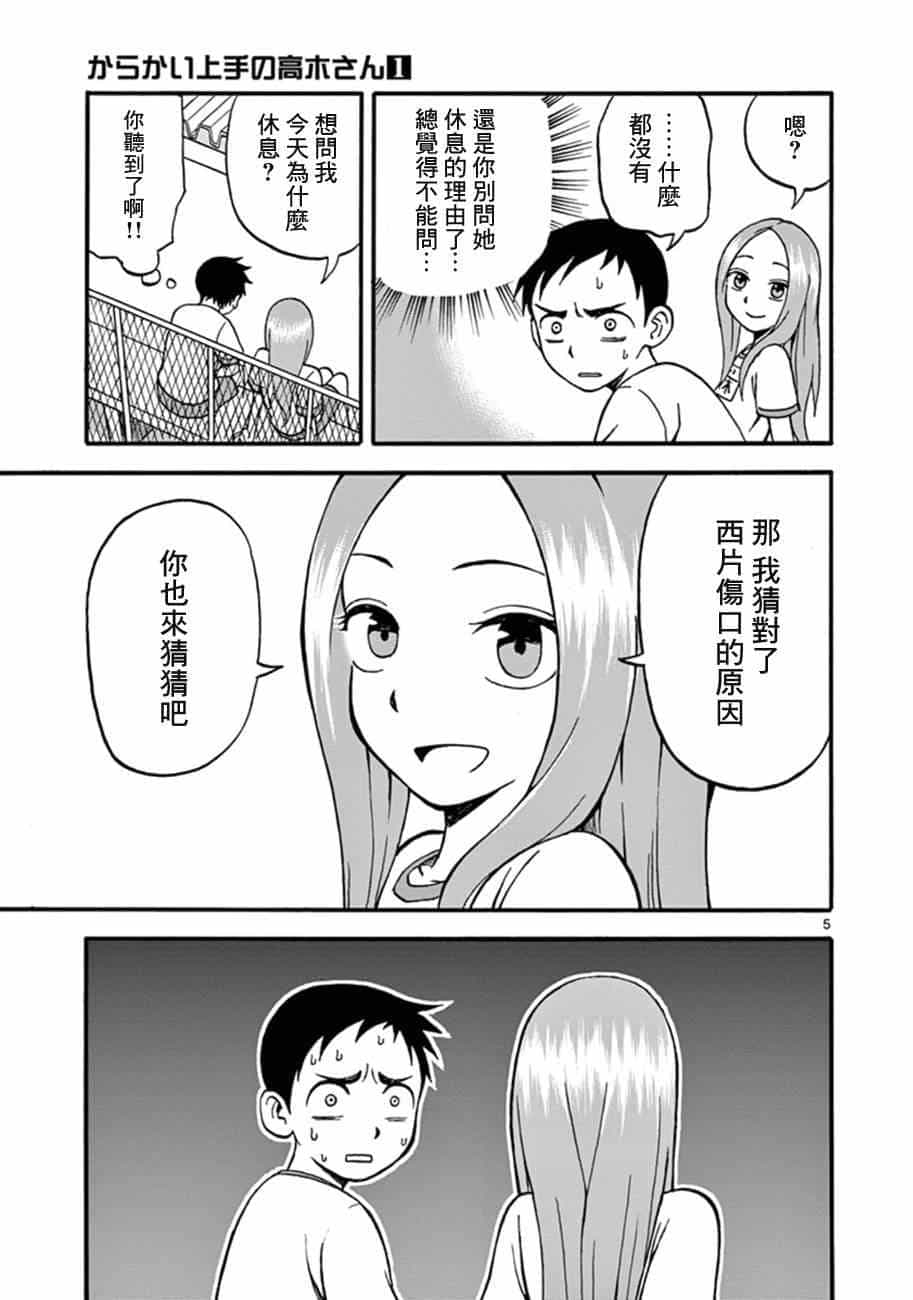 からかい上手の高木さん1
嗯?
……什麼
都沒有
還是你別問她
休息的理由了…
總覺得不能問…
想問我
今天為什麼
休息?
你聽到了啊!!
那 我猜對了
西片傷口的原因
你也來猜猜吧
5